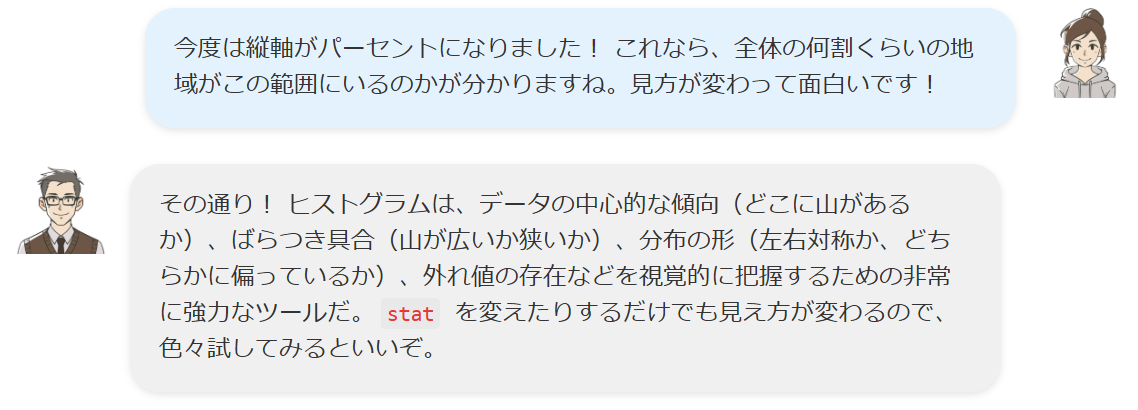 今度は縦軸がパーセントになりました！ これなら、全体の何割くらいの地
域がこの範囲にいるのかが分かりますね。見方が変わって面白いです！
その通り！ ヒストグラムは、データの中心的な傾向（どこに山がある
か）、ばらつき具合（山が広いか狭いか）、分布の形（左右対称か、どち
らかに偏っているか）、外れ値の存在などを視覚的に把握するための非常
に強力なツールだ。 stat を変えたりするだけでも見え方が変わるので、
色々試してみるといいぞ。